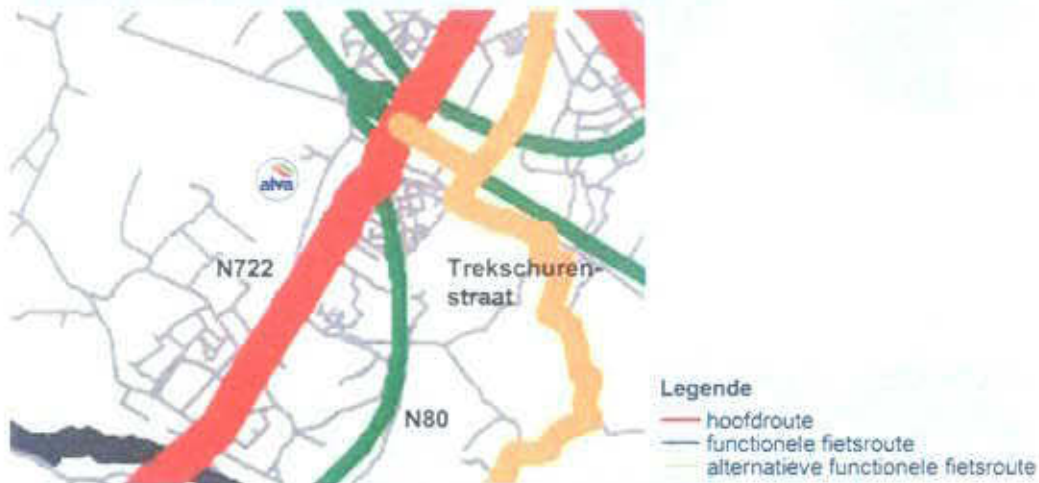 alva
N722
Trekschuren-
straat
N80
Legende
hoofdroute
functionele fietsroute
alternatieve functionele fietsroute